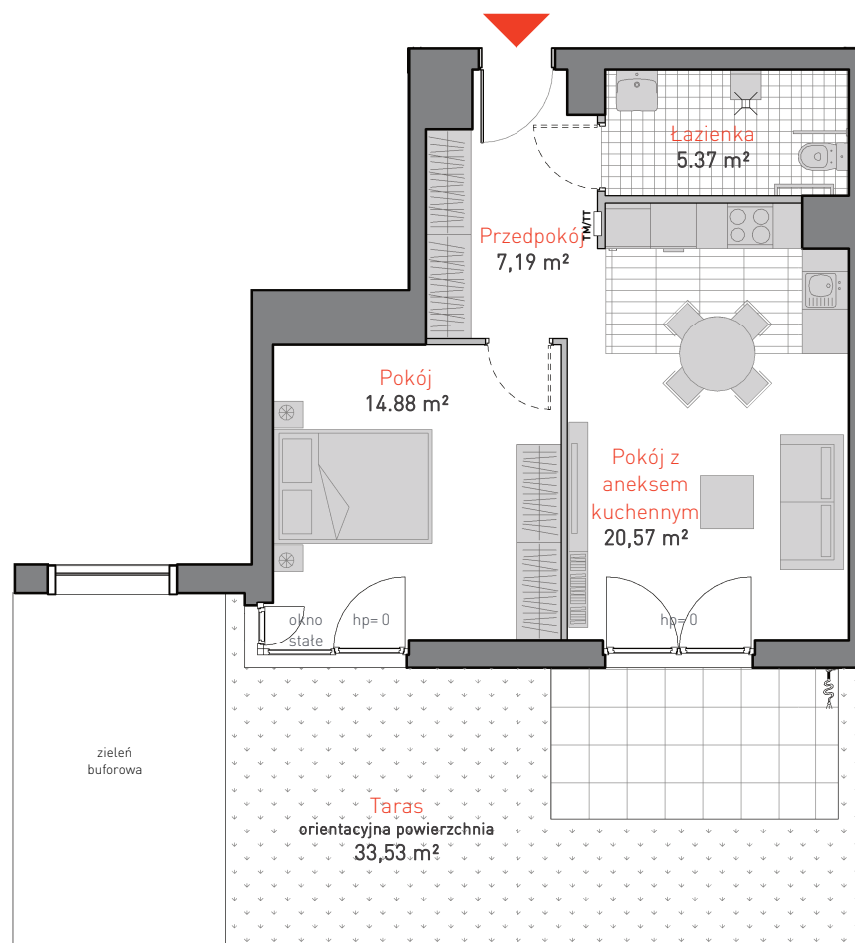 Łazienka
5.37 m²
TM/TT
Przedpokój
7,19 m²
Pokój
14.88 m²
Pokój z
aneksem
kuchennym
20,57 m²
okno
stałe
hp= 0
hp= 0
zieleń
buforowa
Taras
orientacyjna powierzchnia
33,53 m²